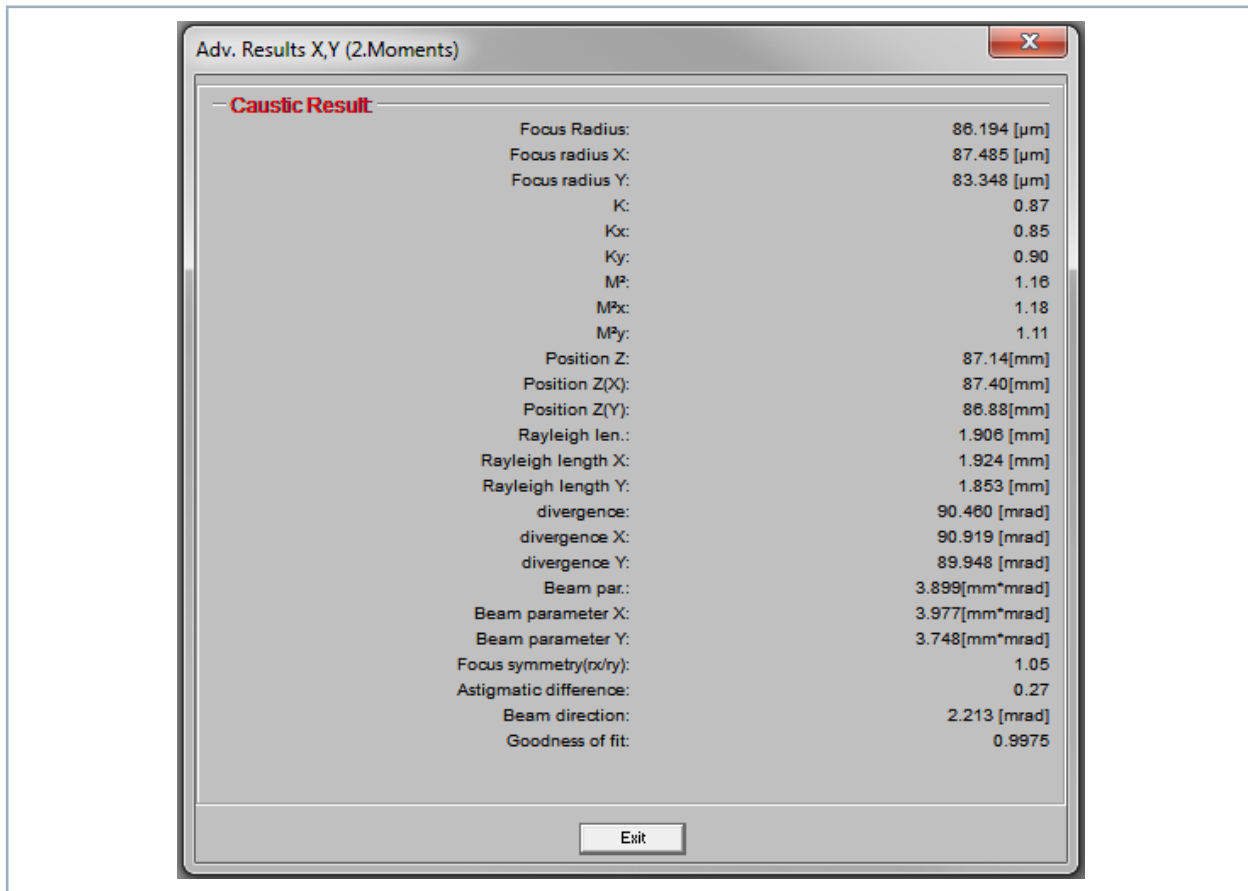 Adv. Results X,Y (2.Moments)
Caustic Result:
Focus Radius: 86.194 [µm]
Focus radius X: 87.485 [µm]
Focus radius Y: 83.348 [µm]
K: 0.87
Kx: 0.85
Ky: 0.90
M²: 1.16
M²x: 1.18
M²y: 1.11
Position Z: 87.14[mm]
Position Z(X): 87.40[mm]
Position Z(Y): 86.88[mm]
Rayleigh len.: 1.906 [mm]
Rayleigh length X: 1.924 [mm]
Rayleigh length Y: 1.853 [mm]
divergence: 90.460 [mrad]
divergence X: 90.919 [mrad]
divergence Y: 89.948 [mrad]
Beam par.: 3.899[mm*mrad]
Beam parameter X: 3.977[mm*mrad]
Beam parameter Y: 3.748[mm*mrad]
Focus symmetry(rx/ry): 1.05
Astigmatic difference: 0.27
Beam direction: 2.213 [mrad]
Goodness of fit: 0.9975
Exit